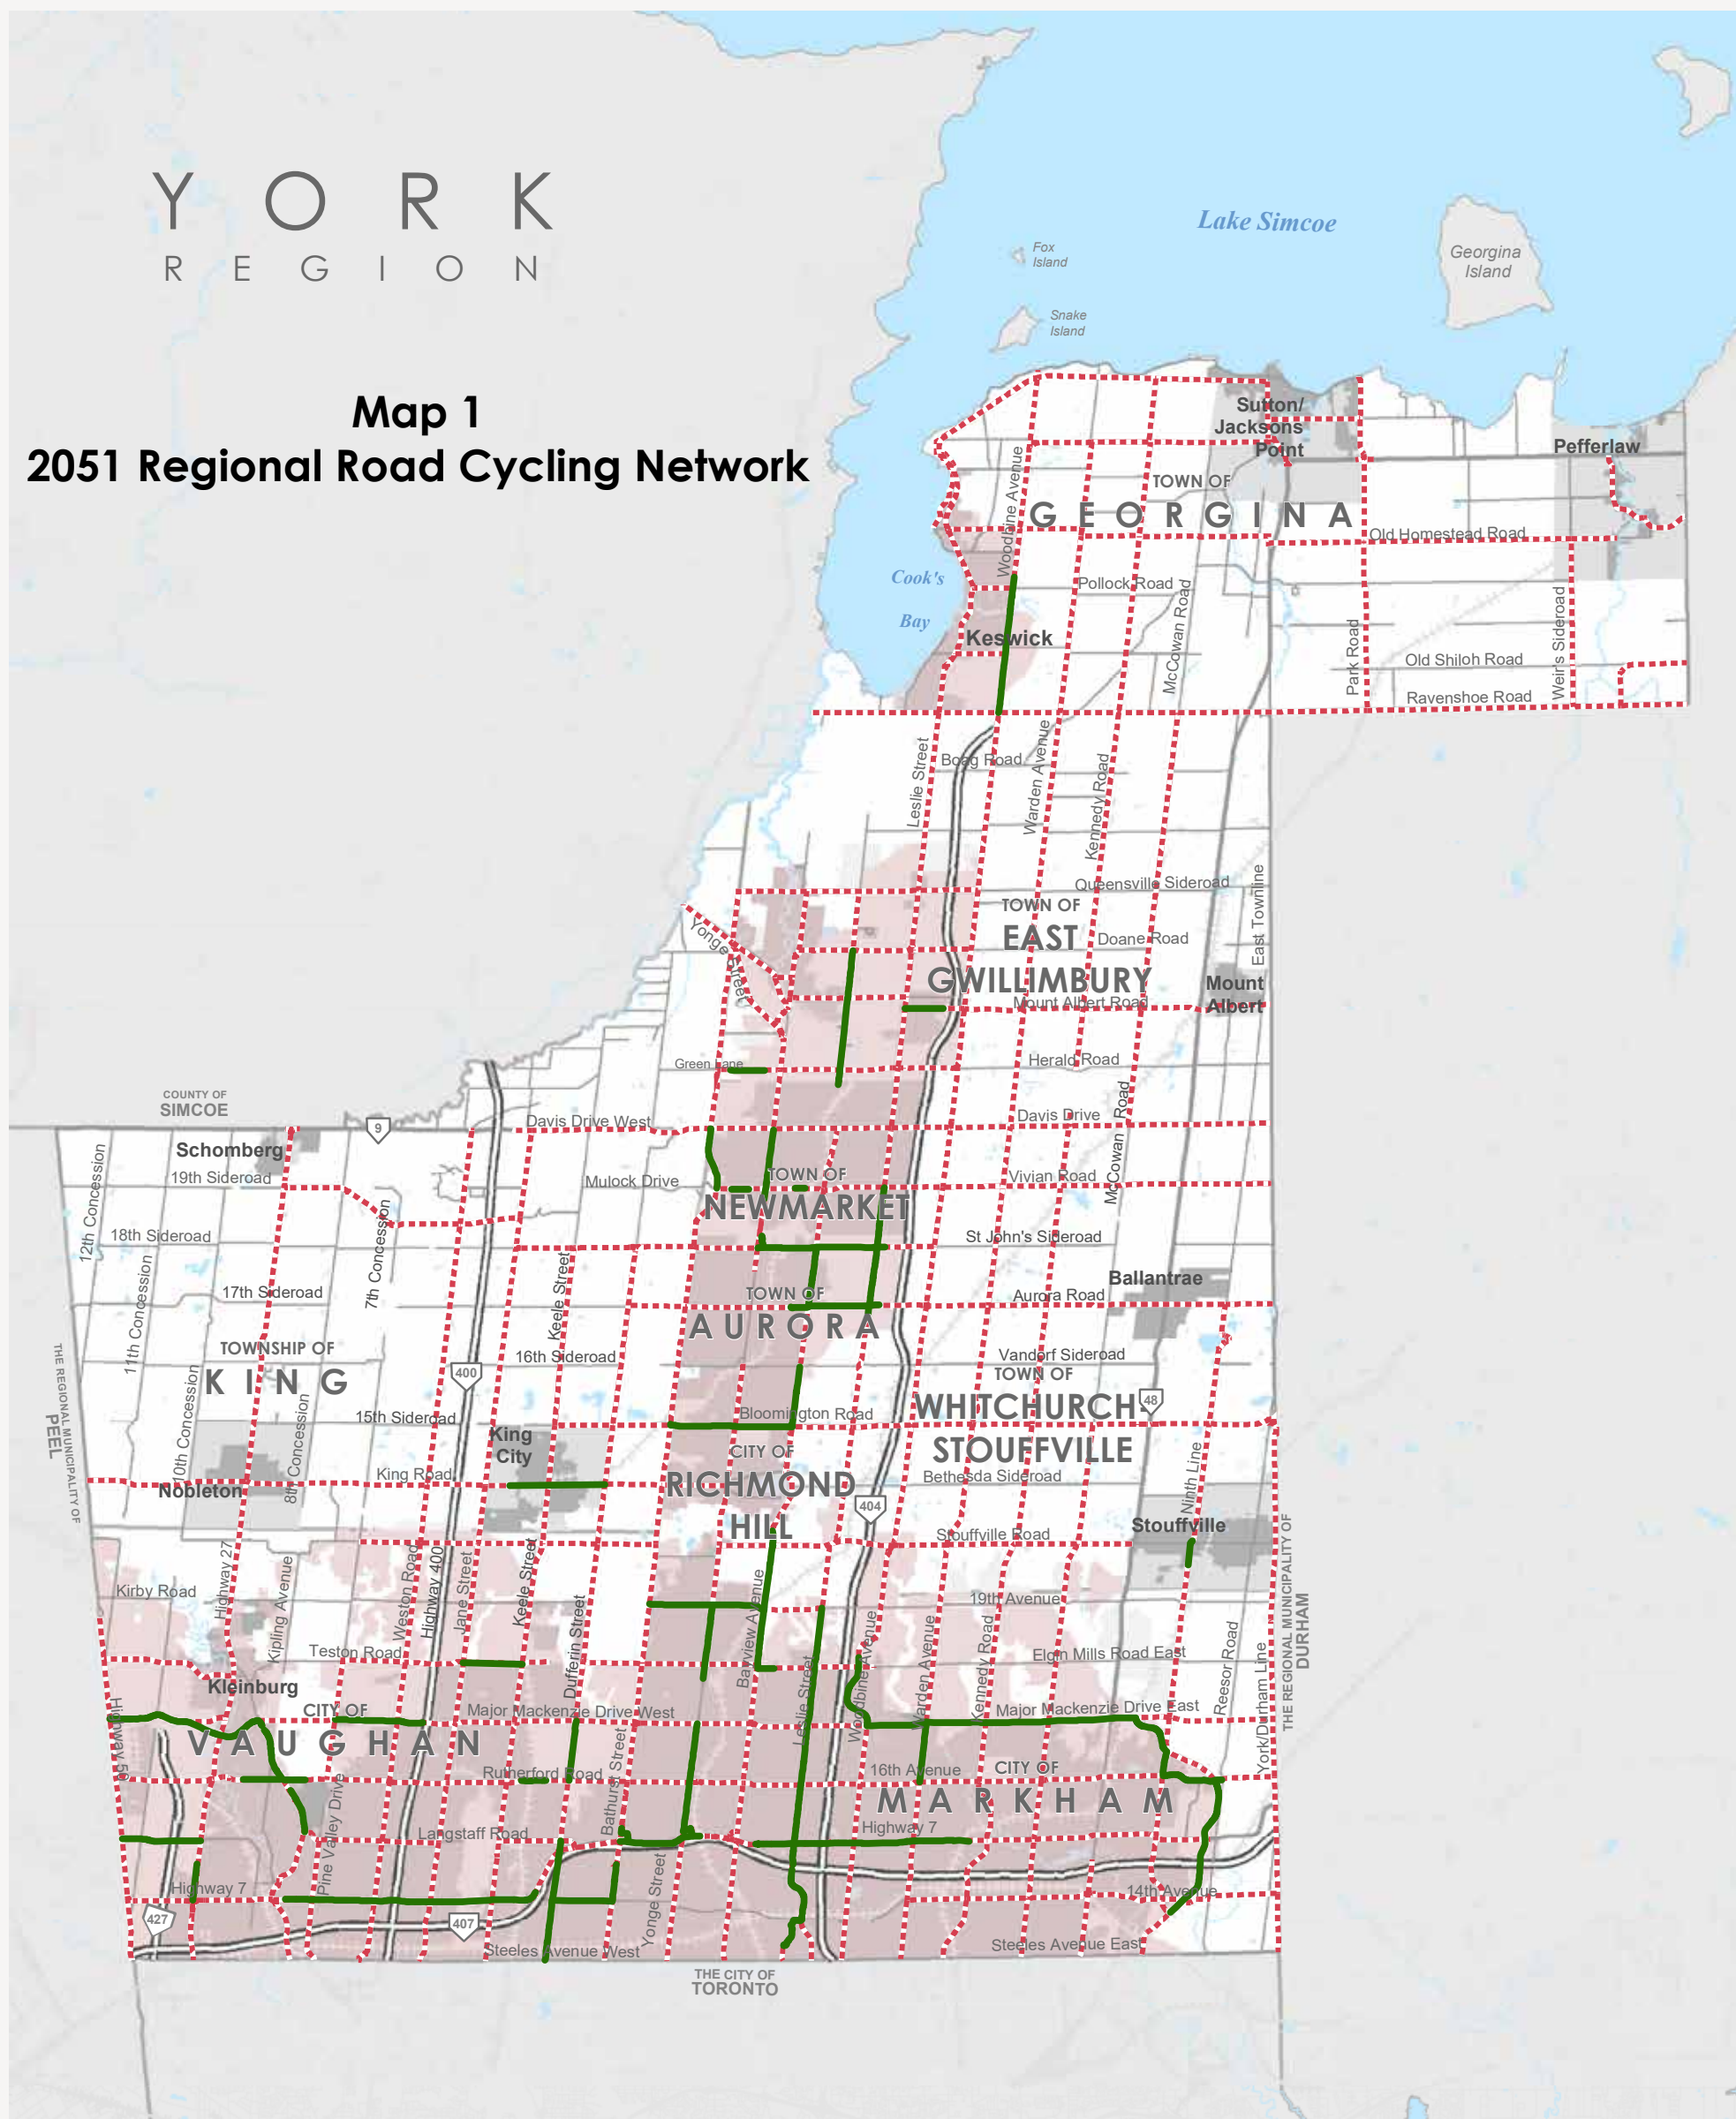 YORK
REGION
Map 1
2051 Regional Road Cycling Network
Lake Simcoe
Fox
Island
Georgina
Island
Snake
Island
Sutton/
Jacksons
Point
Pefferlaw
Woodbine Avenue
TOWN OF
GEORGINA
Old Homestead Road
Cook's
Bay
Pollock Road
McCowan Road
Keswick
Park Road
Weir's Sideroad
Old Shiloh Road
Ravenshoe Road
Leslie Street
Boag Road
Warden Avenue
Kennedy Road
Queensville Sideroad
East Townline
TOWN OF
EAST
GWILLIMBURY
Doane Road
Yonge Street
Mount
Albert
Mount Albert Road
Green Lane
Herald Road
COUNTY OF
SIMCOE
9
Davis Drive West
Davis Drive
McCowan Road
Schomberg
19th Sideroad
12th Concession
Mulock Drive
TOWN OF
NEWMARKET
Vivian Road
McCowan Road
7th Concession
18th Sideroad
St John's Sideroad
11th Concession
17th Sideroad
Keele Street
Ballantrae
TOWN OF
AURORA
Aurora Road
THE REGIONAL MUNICIPALITY OF
PEEL
TOWNSHIP OF
KING
16th Sideroad
400
Vandorf Sideroad
TOWN OF
WHITCHURCH-
STOUFFVILLE
48
10th Concession
8th Concession
15th Sideroad
King
City
Bloomington Road
CITY OF
RICHMOND
HILL
King Road
Nobleton
Bethesda Sideroad
404
Ninth Line
Stouffville Road
Stouffville
Kirby Road
Highway 27
Kipling Avenue
Weston Road
Highway 400
Jane Street
Keele Street
Dufferin Street
Bayview Avenue
19th Avenue
Teston Road
Elgin Mills Road East
Kleinburg
Leslie Street
Woodbine Avenue
Warden Avenue
Kennedy Road
Reesor Road
York/Durham Line
THE REGIONAL MUNICIPALITY OF
DURHAM
Highway 50
CITY OF
VAUGHAN
Major Mackenzie Drive West
Major Mackenzie Drive East
Rutherford Road
Bathurst Street
16th Avenue
CITY OF
MARKHAM
Pine Valley Drive
Langstaff Road
Highway 7
Highway 7
Yonge Street
14th Avenue
427
407
Steeles Avenue West
Steeles Avenue East
THE CITY OF
TORONTO